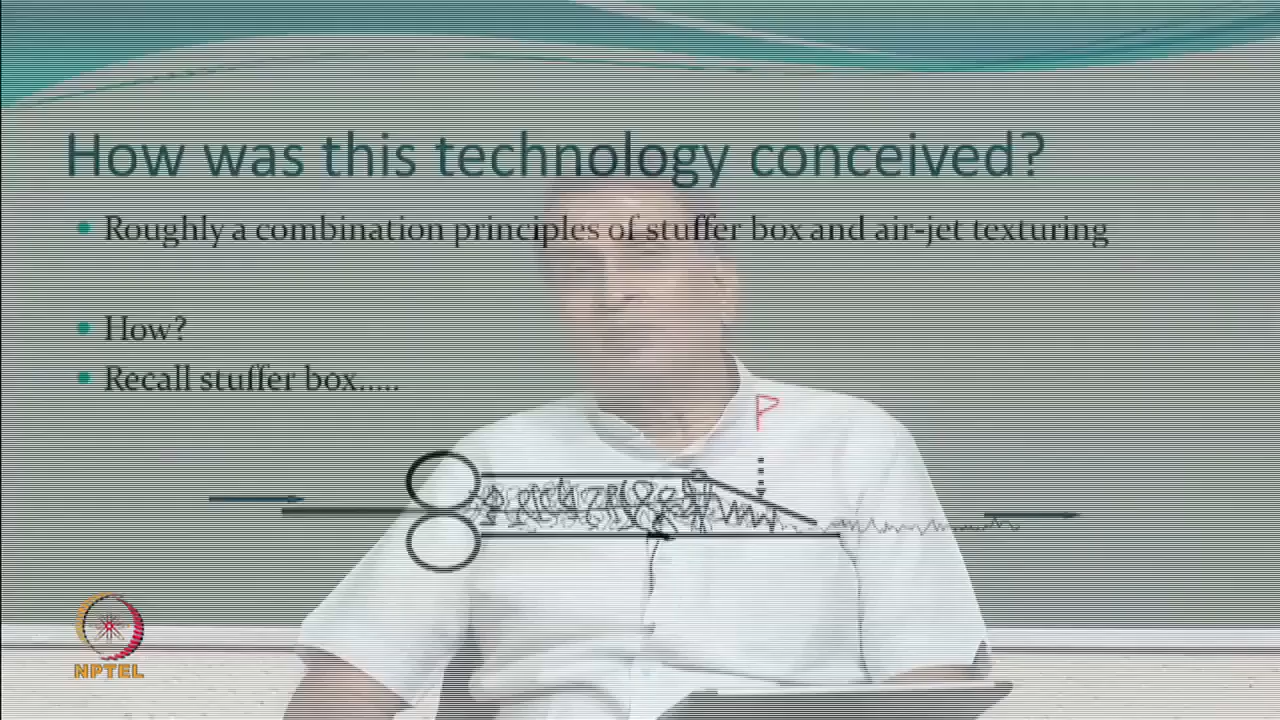 How was this technology conceived?
Roughly a combination principles of stuffer box and air-jet texturing
How?
Recall stuffer box.....
P
NPTEL